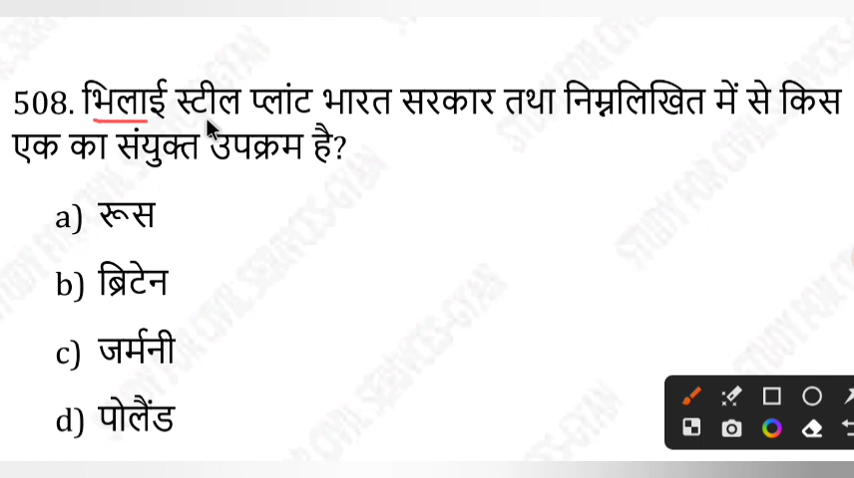 508. भिलाई स्टील प्लांट भारत सरकार तथा निम्नलिखित में से किस
एक का संयुक्त उपक्रम है?
a) रूस
b) ब्रिटेन
c) जर्मनी
d) पोलैंड